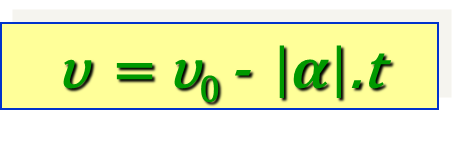 υ = υ₀ - |α|.t